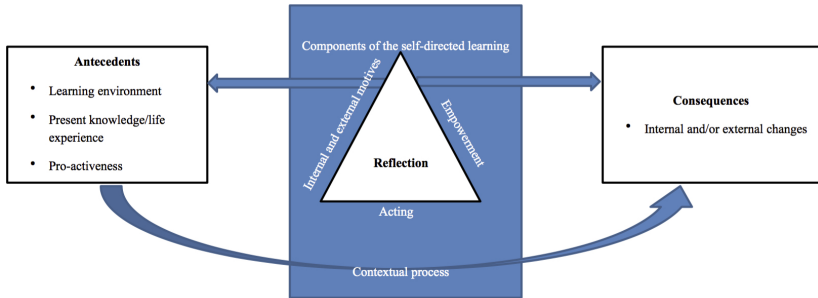 Components of the self-directed learning
Antecedents
• Learning environment
• Present knowledge/life
experience
• Pro-activeness
Internal and external motives
Empowerment
Reflection
Acting
Consequences
• Internal and/or external changes
Contextual process